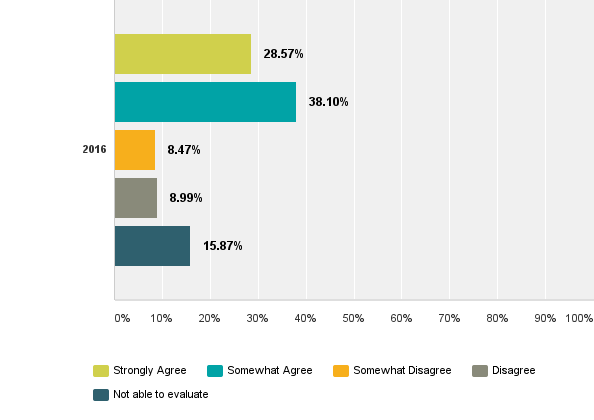 28.57%
38.10%
2016
8.47%
8.99%
15.87%
0% 10% 20% 30% 40% 50% 60% 70% 80% 90% 100%
Strongly Agree Somewhat Agree Somewhat Disagree Disagree
Not able to evaluate